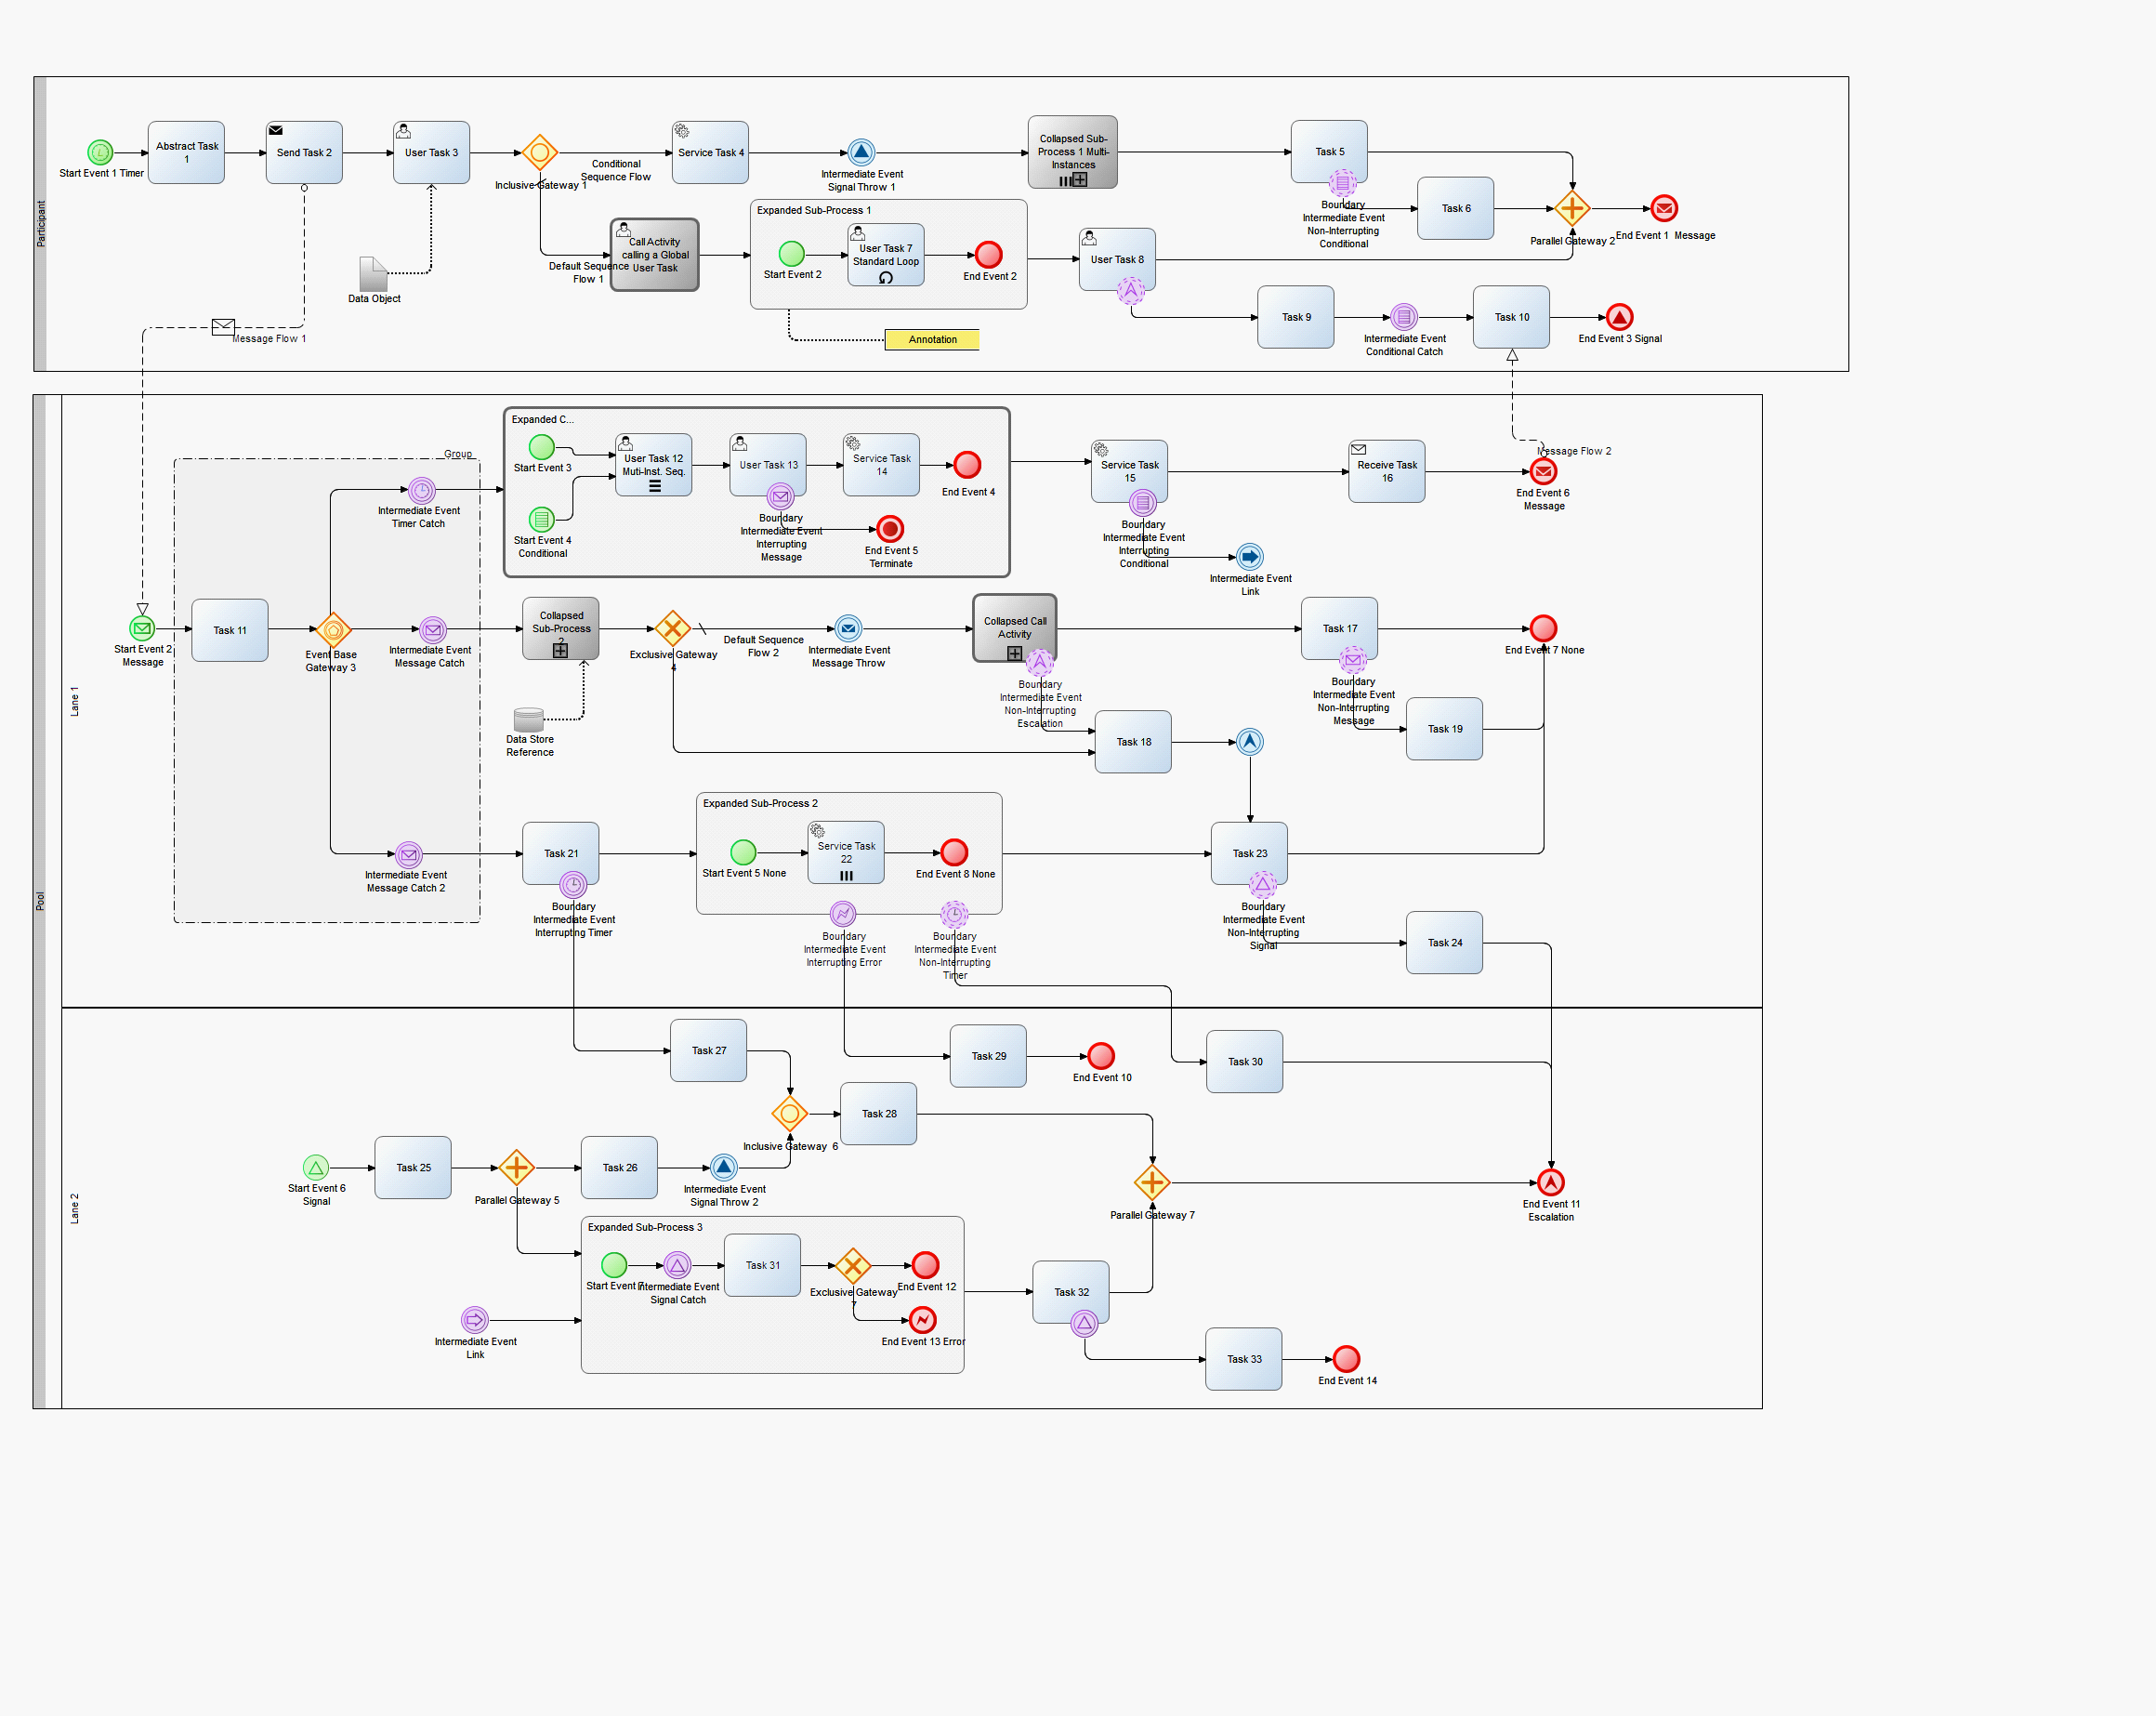 Participant
Start Event 1 Timer
Abstract Task
1
Send Task 2
User Task 3
Inclusive Gateway 1
Conditional
Sequence Flow
Service Task 4
Intermediate Event
Signal Throw 1
Collapsed Sub-
Process 1 Multi-
Instances
Task 5
Boundary
Intermediate Event
Non-Interrupting
Conditional
Task 6
Parallel Gateway 2
End Event 1  Message
Data Object
Default Sequence
Flow 1
Call Activity
calling a Global
User Task
Expanded Sub-Process 1
Start Event 2
User Task 7
Standard Loop
End Event 2
User Task 8
Task 9
Intermediate Event
Conditional Catch
Task 10
End Event 3 Signal
Annotation
Message Flow 1
Pool
Lane 1
Group
Expanded C...
Start Event 3
Start Event 4
Conditional
User Task 12
Muti-Inst. Seq.
User Task 13
Service Task
14
End Event 4
Boundary
Intermediate Event
Interrupting
Message
End Event 5
Terminate
Service Task
15
Boundary
Intermediate Event
Interrupting
Conditional
Intermediate Event
Link
Receive Task
16
Message Flow 2
End Event 6
Message
Intermediate Event
Timer Catch
Start Event 2
Message
Task 11
Event Base
Gateway 3
Intermediate Event
Message Catch
Collapsed
Sub-Process
2
Exclusive Gateway
4
Default Sequence
Flow 2
Intermediate Event
Message Throw
Collapsed Call
Activity
Boundary
Intermediate Event
Non-Interrupting
Escalation
Task 17
Boundary
Intermediate Event
Non-Interrupting
Message
End Event 7 None
Data Store
Reference
Task 18
Task 19
Intermediate Event
Message Catch 2
Task 21
Boundary
Intermediate Event
Interrupting Timer
Expanded Sub-Process 2
Start Event 5 None
Service Task
22
End Event 8 None
Boundary
Intermediate Event
Interrupting Error
Boundary
Intermediate Event
Non-Interrupting
Timer
Task 23
Boundary
Intermediate Event
Non-Interrupting
Signal
Task 24
Lane 2
Task 27
Task 29
End Event 10
Task 30
Inclusive Gateway  6
Task 28
Start Event 6
Signal
Task 25
Parallel Gateway 5
Task 26
Intermediate Event
Signal Throw 2
Parallel Gateway 7
End Event 11
Escalation
Expanded Sub-Process 3
Start Event 7
Intermediate Event
Signal Catch
Task 31
Exclusive Gateway
7
End Event 12
End Event 13 Error
Intermediate Event
Link
Task 32
Task 33
End Event 14